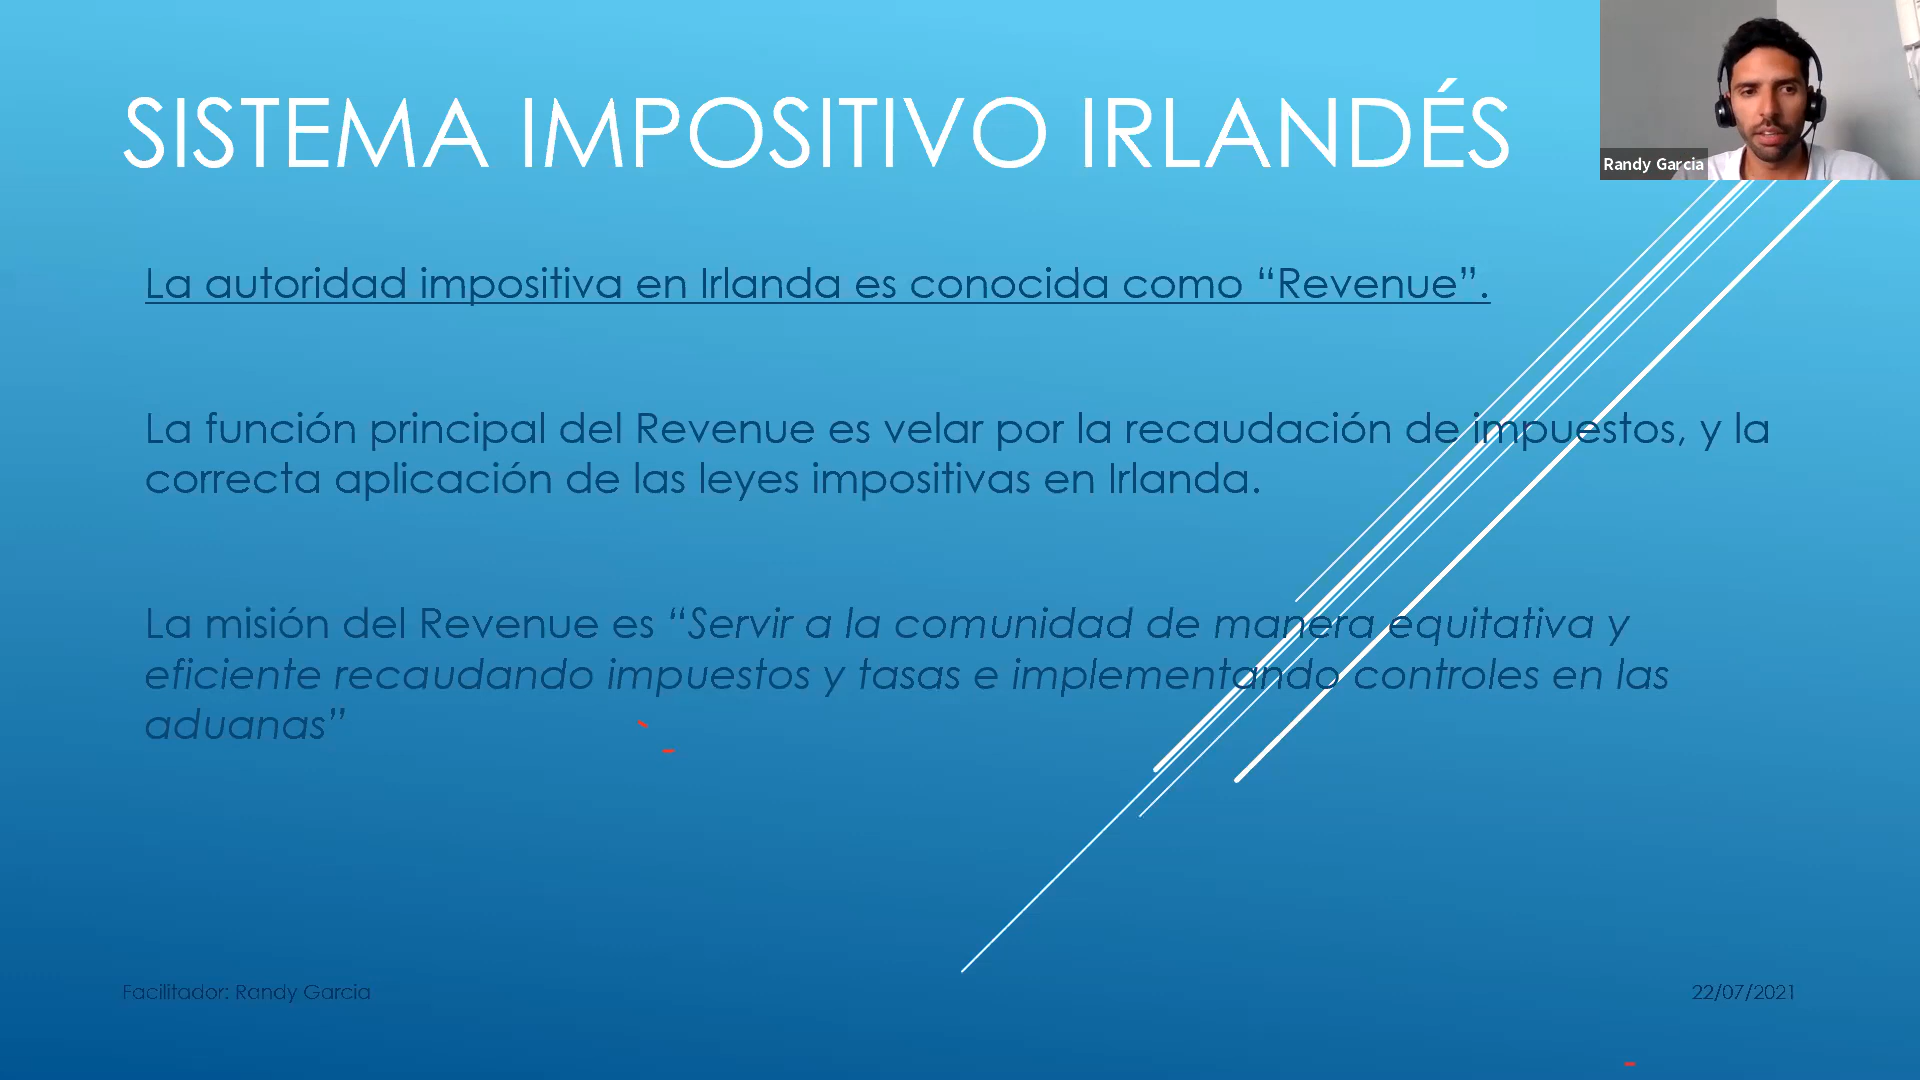 SISTEMA IMPOSITIVO IRLANDÉS
Randy Garcia
La autoridad impositiva en Irlanda es conocida como “Revenue”.
La función principal del Revenue es velar por la recaudación de impuestos, y la
correcta aplicación de las leyes impositivas en Irlanda.
La misión del Revenue es “Servir a la comunidad de manera equitativa y
eficiente recaudando impuestos y tasas e implementando controles en las
aduanas”
Facilitador: Randy Garcia
22/07/2021